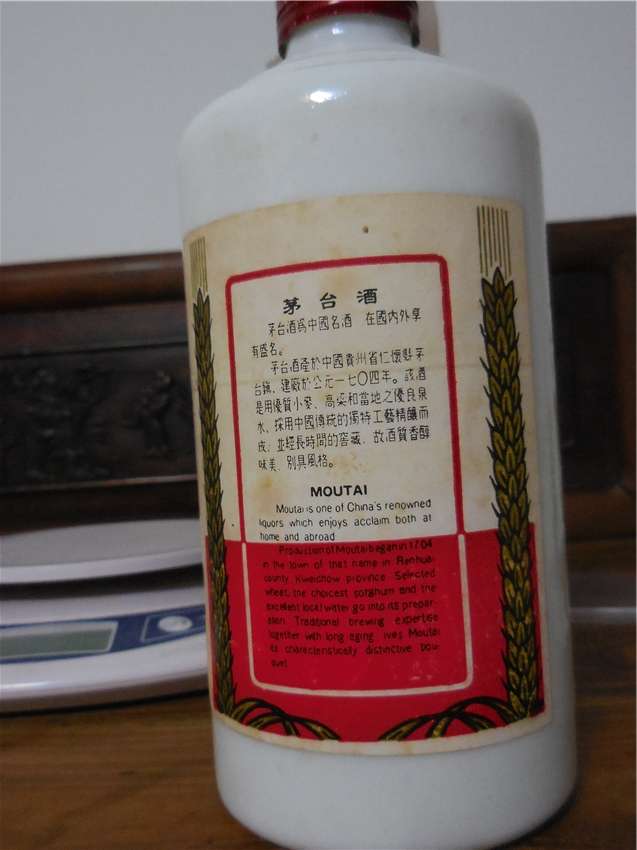 茅台酒
茅台酒爲中國名酒 在國内外享
有盛名。
茅台酒產於中國貴州省仁懷縣茅
台鎮，建廠於公元一七〇四年。該酒
是用優質小麥、高粱和當地之優良泉
水、採用中國傳統的獨特工藝精釀而
成；並經長時間的窖藏，故酒質香醇
味美、別具風格。
MOUTAI
Moutai is one of China's renowned
liquors which enjoys acclaim both at
home and abroad
Production of Moutai began in 1704
in the town of that name in Renhuai
county Kweichow province Selected
wheat, the choicest sorghum and the
excellent local water go into its prepar-
ation Traditional brewing expertise
together with long aging ives Moutai
its characteristically distinctive bou-
quet